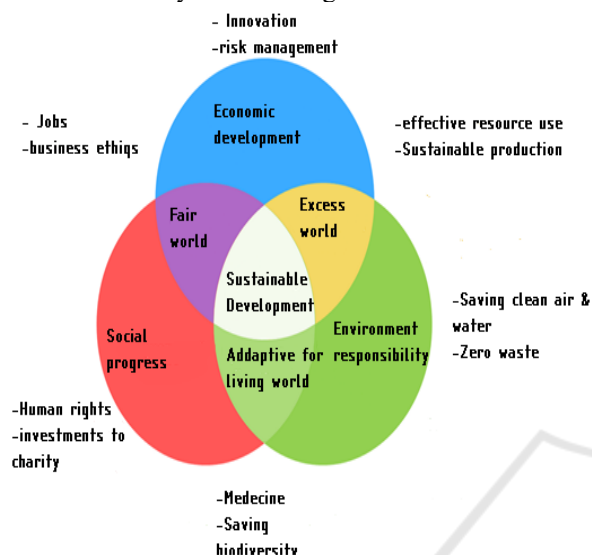 - Innovation
-risk management
Economic
development
- Jobs
-business ethiqs
-effective resource use
-Sustainable production
Fair
world
Excess
world
Sustainable
Development
Social
progress
Environment
responsibility
Addaptive for
living world
-Saving clean air &
water
-Zero waste
-Human rights
-investments to
charity
-Medecine
-Saving
biodiversity